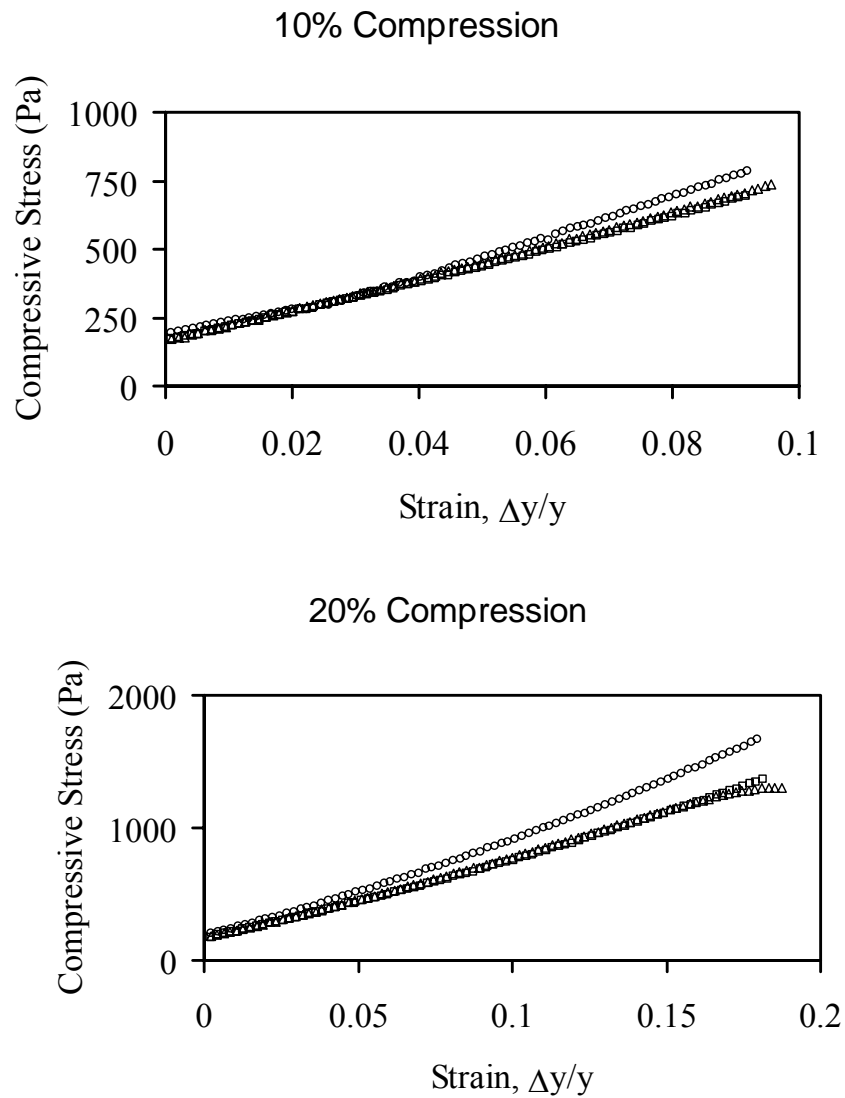 10% Compression
Compressive Stress (Pa)
1000
750
500
250
0
0 0.02 0.04 0.06 0.08 0.1
Strain, Δy/y
20% Compression
Compressive Stress (Pa)
2000
1000
0
0 0.05 0.1 0.15 0.2
Strain, Δy/y